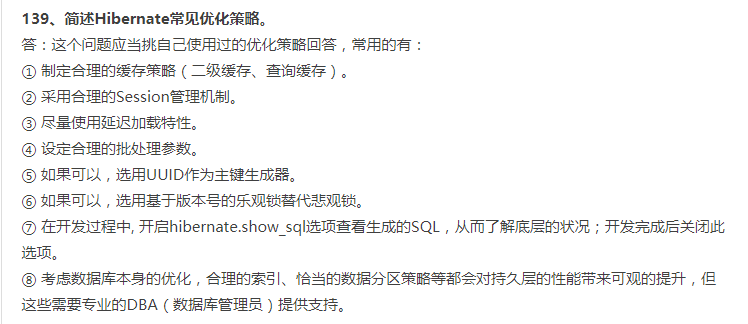 139、简述Hibernate常见优化策略。
答：这个问题应当挑自己使用过的优化策略回答，常用的有：
① 制定合理的缓存策略（二级缓存、查询缓存）。
② 采用合理的Session管理机制。
③ 尽量使用延迟加载特性。
④ 设定合理的批处理参数。
⑤ 如果可以，选用UUID作为主键生成器。
⑥ 如果可以，选用基于版本号的乐观锁替代悲观锁。
⑦ 在开发过程中, 开启hibernate.show_sql选项查看生成的SQL，从而了解底层的状况；开发完成后关闭此
选项。
⑧ 考虑数据库本身的优化，合理的索引、恰当的数据分区策略等都会对持久层的性能带来可观的提升，但
这些需要专业的DBA（数据库管理员）提供支持。